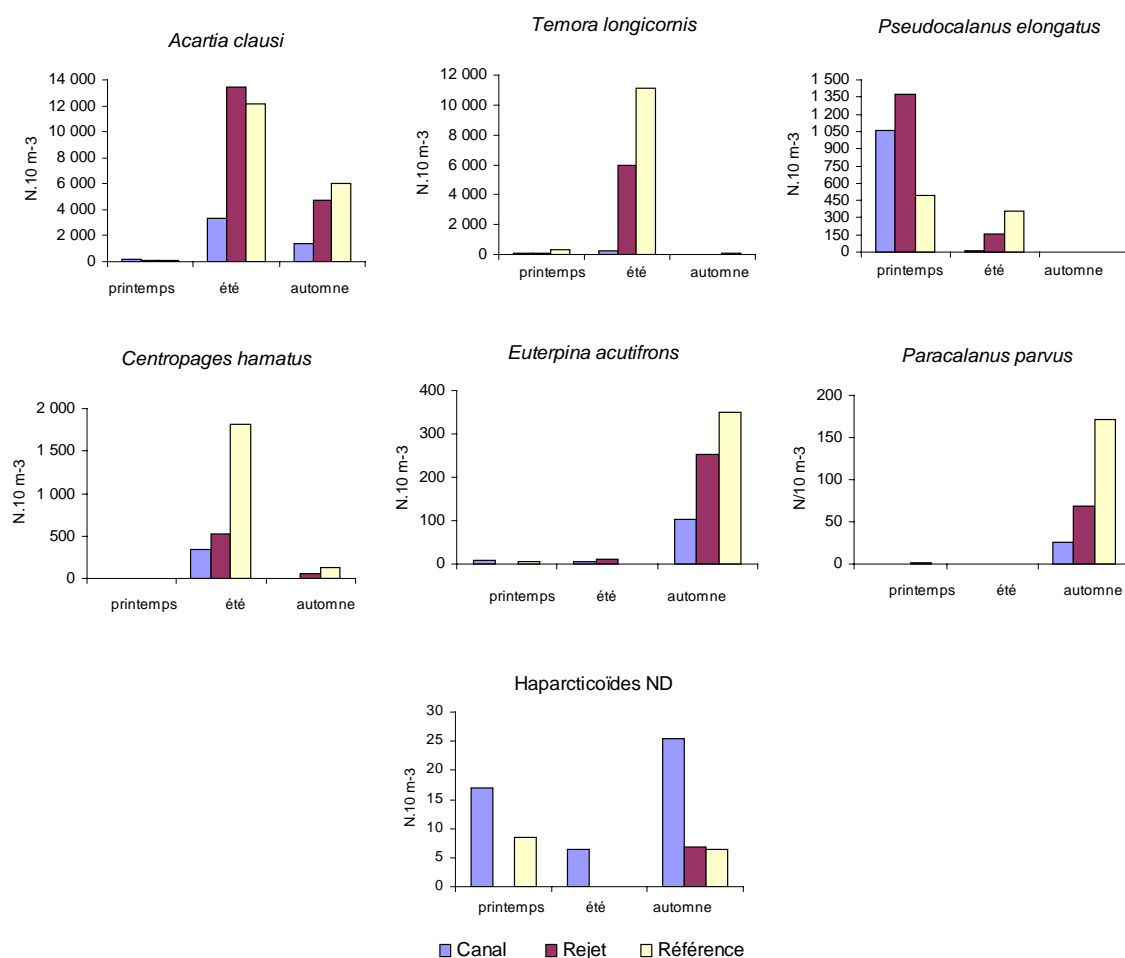 Acartia clausi
N.10 m-3
14 000
12 000
10 000
8 000
6 000
4 000
2 000
0
printemps été automne
Temora longicornis
N.10 m-3
12 000
10 000
8 000
6 000
4 000
2 000
0
printemps été automne
Pseudocalanus elongatus
N.10 m-3
1 500
1 350
1 200
1 050
900
750
600
450
300
150
0
printemps été automne
Centropages hamatus
N.10 m-3
2 000
1 500
1 000
500
0
printemps été automne
Euterpina acutifrons
N.10 m-3
400
300
200
100
0
printemps été automne
Paracalanus parvus
N/10 m-3
200
150
100
50
0
printemps été automne
Haparcticoïdes ND
N.10 m-3
30
25
20
15
10
5
0
printemps été automne
Canal Rejet Référence